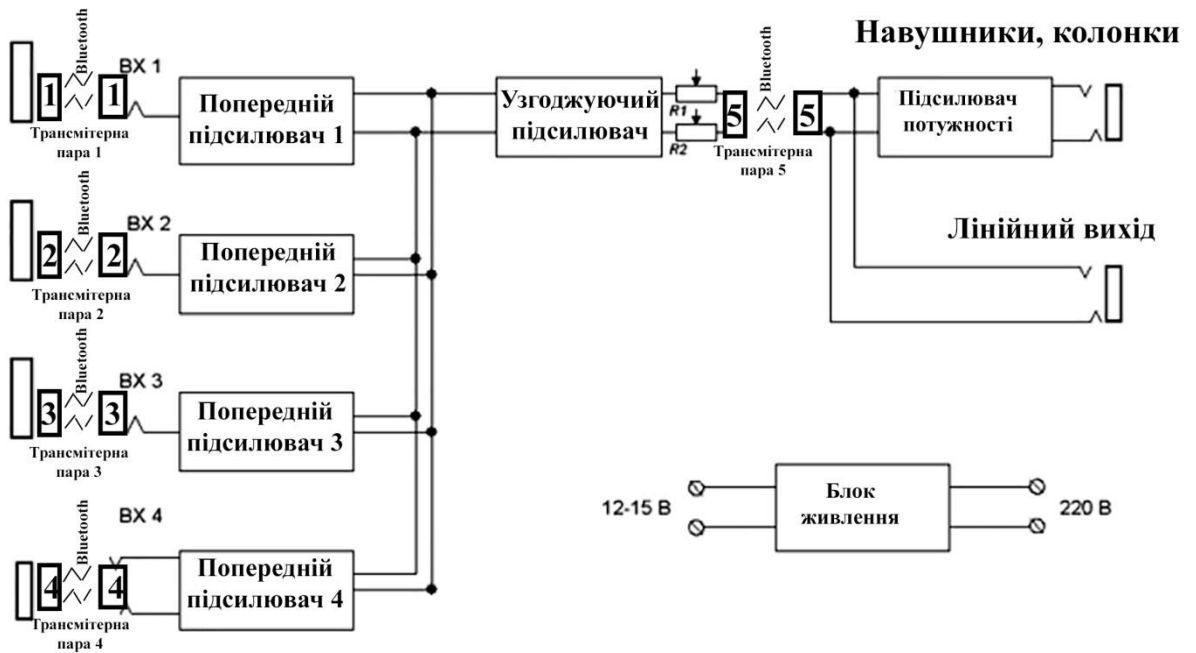 Bluetooth
1
1
ВХ 1
Трансмітерна
пара 1
Попередній
підсилювач 1
Узгоджуючий
підсилювач
R1
R2
5
5
Bluetooth
Трансмітерна
пара 5
Навушники, колонки
Підсилювач
потужності
Лінійний вихід
Bluetooth
2
2
ВХ 2
Трансмітерна
пара 2
Попередній
підсилювач 2
Bluetooth
3
3
ВХ 3
Трансмітерна
пара 3
Попередній
підсилювач 3
Bluetooth
4
4
ВХ 4
Трансмітерна
пара 4
Попередній
підсилювач 4
12-15 В
Блок
живлення
220 В